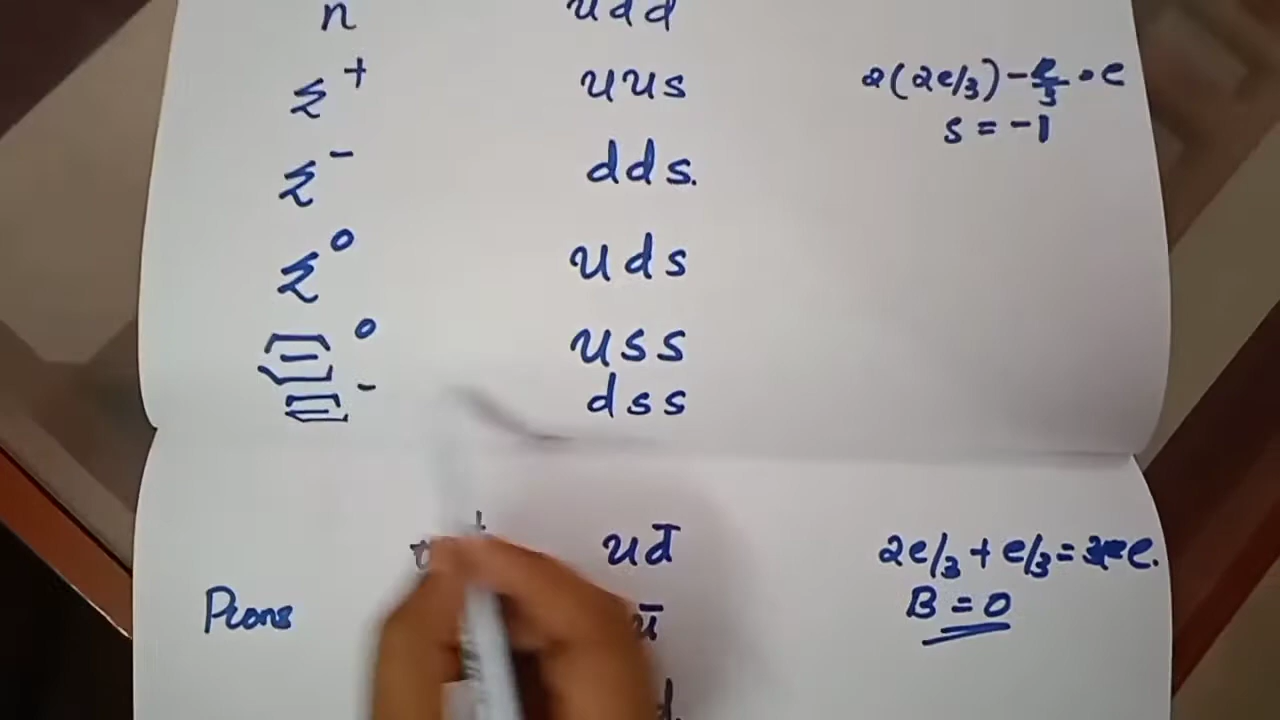 n udd
Σ⁺ uus 2(2e/3) - e/3 = e
s = -1
Σ⁻ dds.
Σ⁰ uds
Ξ⁰ uss
Ξ⁻ dss
ud̄ 2e/3 + e/3 = e.
Pions ū B = 0
d.